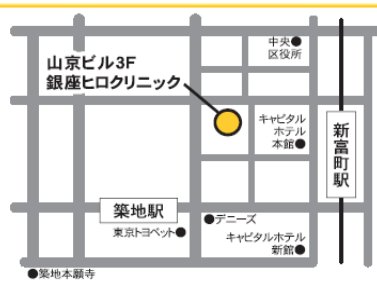 中央●
区役所
山京ビル3F
銀座ヒロクリニック
キャピタル
ホテル
本館●
新富町駅
築地駅
●デニーズ
東京トヨペット●
キャピタルホテル
新館●
●築地本願寺